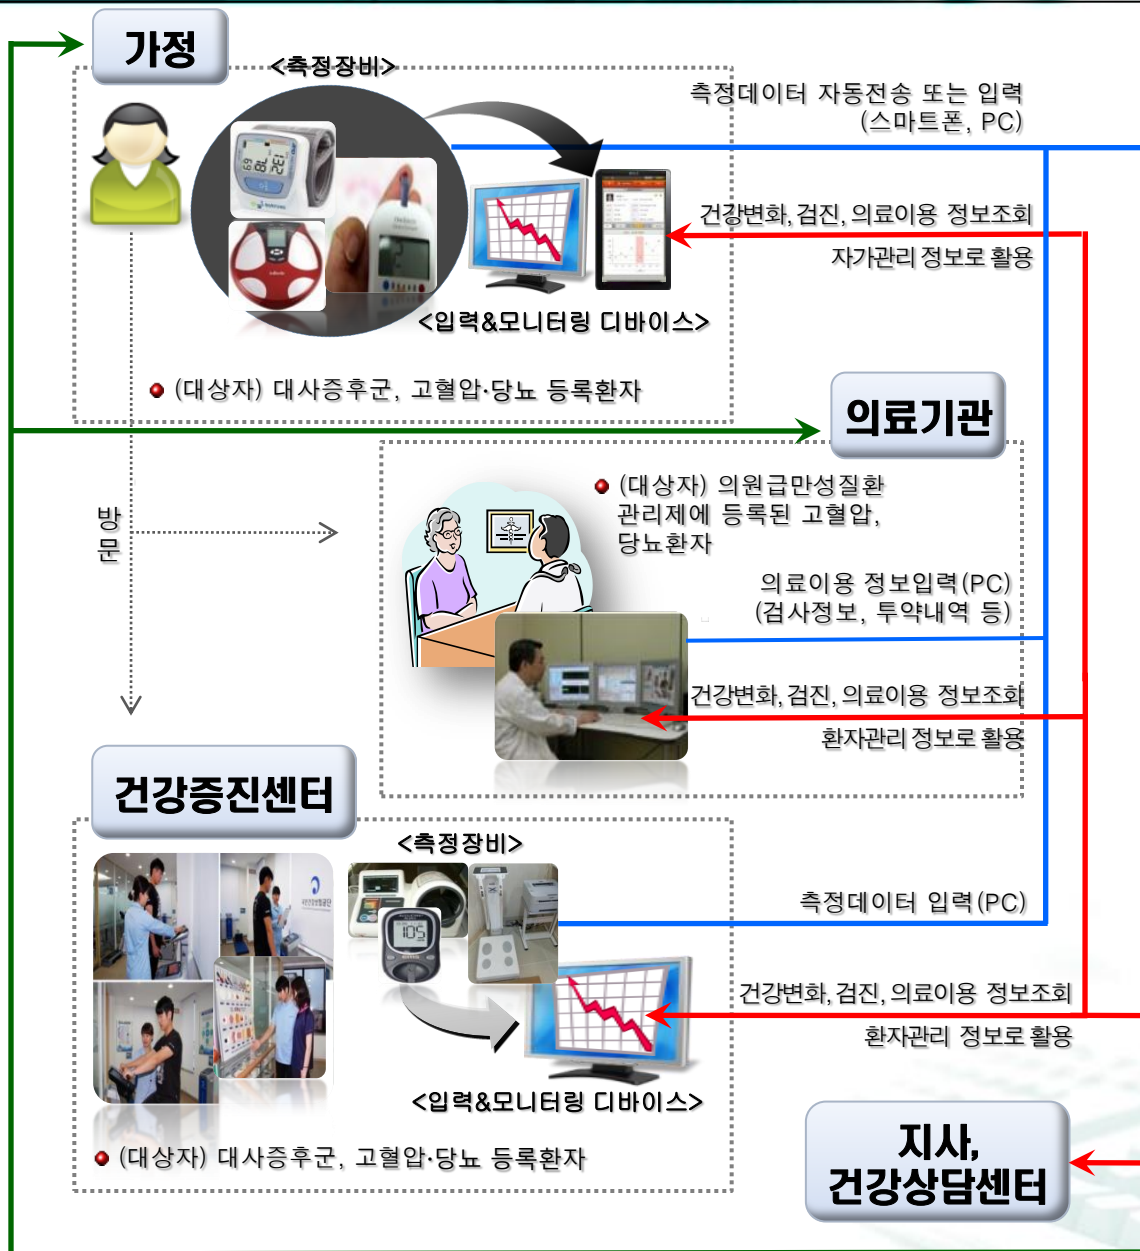 가정
<측정장비>
측정데이터 자동전송 또는 입력
(스마트폰, PC)
건강변화, 검진, 의료이용 정보조회
자가관리 정보로 활용
<입력&모니터링 디바이스>
(대상자) 대사증후군, 고혈압·당뇨 등록환자
의료기관
(대상자) 의원급만성질환
관리제에 등록된 고혈압,
당뇨환자
방
문
의료이용 정보입력(PC)
(검사정보, 투약내역 등)
건강변화, 검진, 의료이용 정보조회
환자관리 정보로 활용
건강증진센터
<측정장비>
105
측정데이터 입력(PC)
건강변화, 검진, 의료이용 정보조회
환자관리 정보로 활용
<입력&모니터링 디바이스>
(대상자) 대사증후군, 고혈압·당뇨 등록환자
지사,
건강상담센터